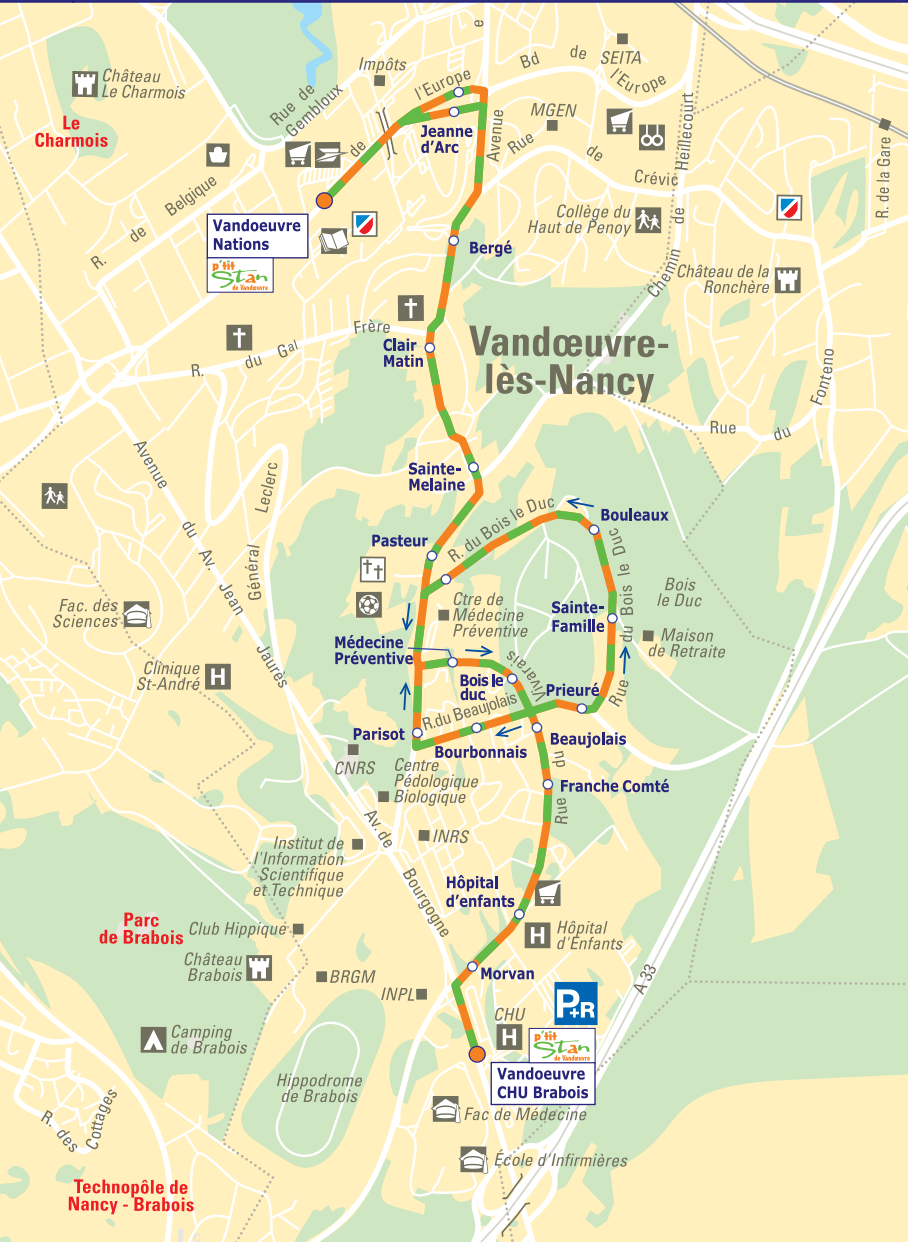 e
Impôts
Bd de
l'Europe
SEITA
Château
Le Charmois
Rue de
Gembloux
l'Europe
de
MGEN
Le
Charmois
Jeanne
d'Arc
Avenue
Rue de
Crévic
Heillecourt
de
Chemin
R. de la Gare
R. de Belgique
Vandoeuvre
Nations
p'tit
Stan
de Vandœuvre
Collège du
Haut de Penoy
Bergé
Château de la
Ronchère
R. du Gal Frère
Clair
Matin
Vandœuvre-
lès-Nancy
Fonteno
Rue du
Avenue
du Av. Jean
Jaurès
Général
Leclerc
Sainte-
Melaine
R. du Bois le Duc
Bouleaux
Pasteur
Rue du Bois le Duc
Bois
le Duc
Fac. des
Sciences
Ctre de
Médecine
Préventive
Sainte-
Famille
Maison
de Retraite
Médecine
Préventive
Clinique
St-André
Bois le
duc
Vivarais
Prieuré
R.du Beaujolais
Parisot
Bourbonnais
Beaujolais
du
Rue
CNRS
Centre
Pédologique
Biologique
Franche Comté
Av. de
Bourgogne
INRS
Institut de
l'Information
Scientifique
et Technique
Hôpital
d'enfants
Parc
de Brabois
Club Hippique
Hôpital
d'Enfants
Château
Brabois
BRGM
Morvan
A 33
INPL
CHU
P+R
p'tit
Stan
de Vandœuvre
Camping
de Brabois
Vandoeuvre
CHU Brabois
Hippodrome
de Brabois
Fac de Médecine
R. des
Cottages
École d'Infirmières
Technopôle de
Nancy - Brabois
H
H
H